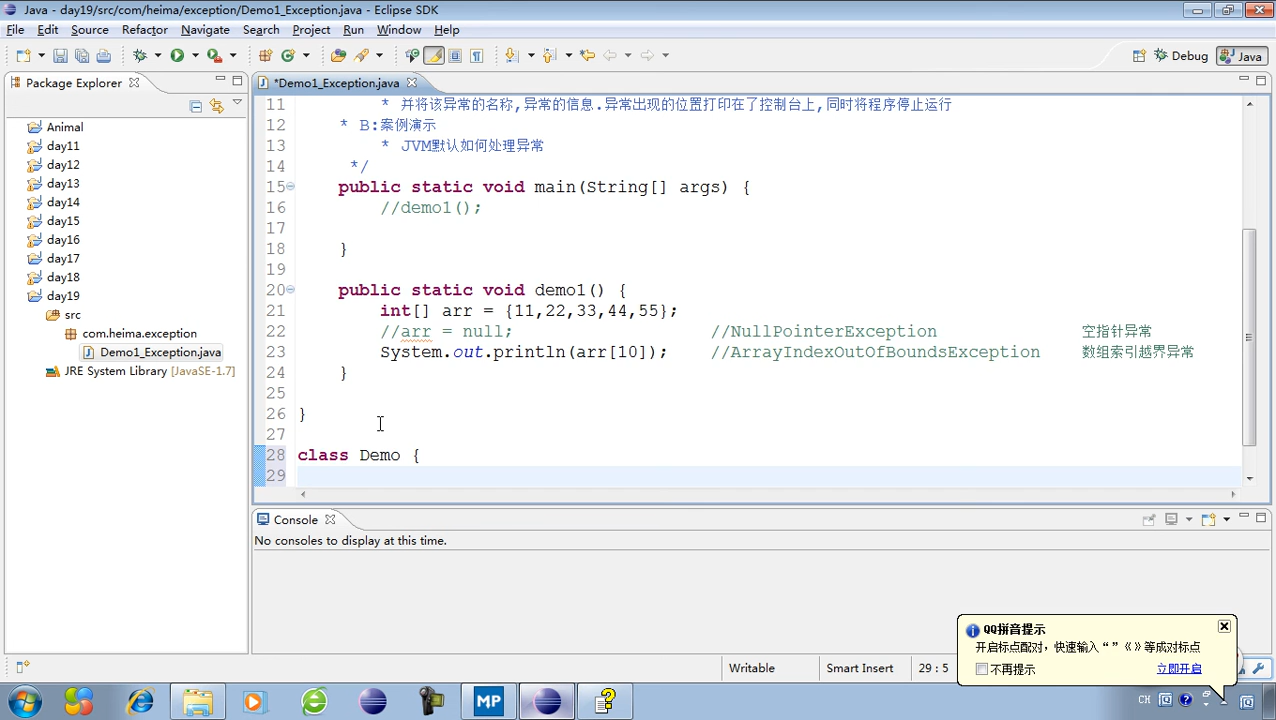 Java - day19/src/com/heima/exception/Demo1_Exception.java - Eclipse SDK
File Edit Source Refactor Navigate Search Project Run Window Help
Debug Java
Package Explorer
*Demo1_Exception.java
Animal
day11
day12
day13
day14
day15
day16
day17
day18
day19
src
com.heima.exception
Demo1_Exception.java
JRE System Library [JavaSE-1.7]
11 * 并将该异常的名称,异常的信息.异常出现的位置打印在了控制台上,同时将程序停止运行
12 * B:案例演示
13 * JVM默认如何处理异常
14 */
15 public static void main(String[] args) {
16 //demo1();
17
18 }
19
20 public static void demo1() {
21 int[] arr = {11,22,33,44,55};
22 //arr = null; //NullPointerException 空指针异常
23 System.out.println(arr[10]); //ArrayIndexOutOfBoundsException 数组索引越界异常
24 }
25
26 }
27
28 class Demo {
29
Console
No consoles to display at this time.
QQ拼音提示
开启标点配对，快速输入“”《》等成对标点
不再提示 立即开启
Writable Smart Insert 29 : 5
MP
CH